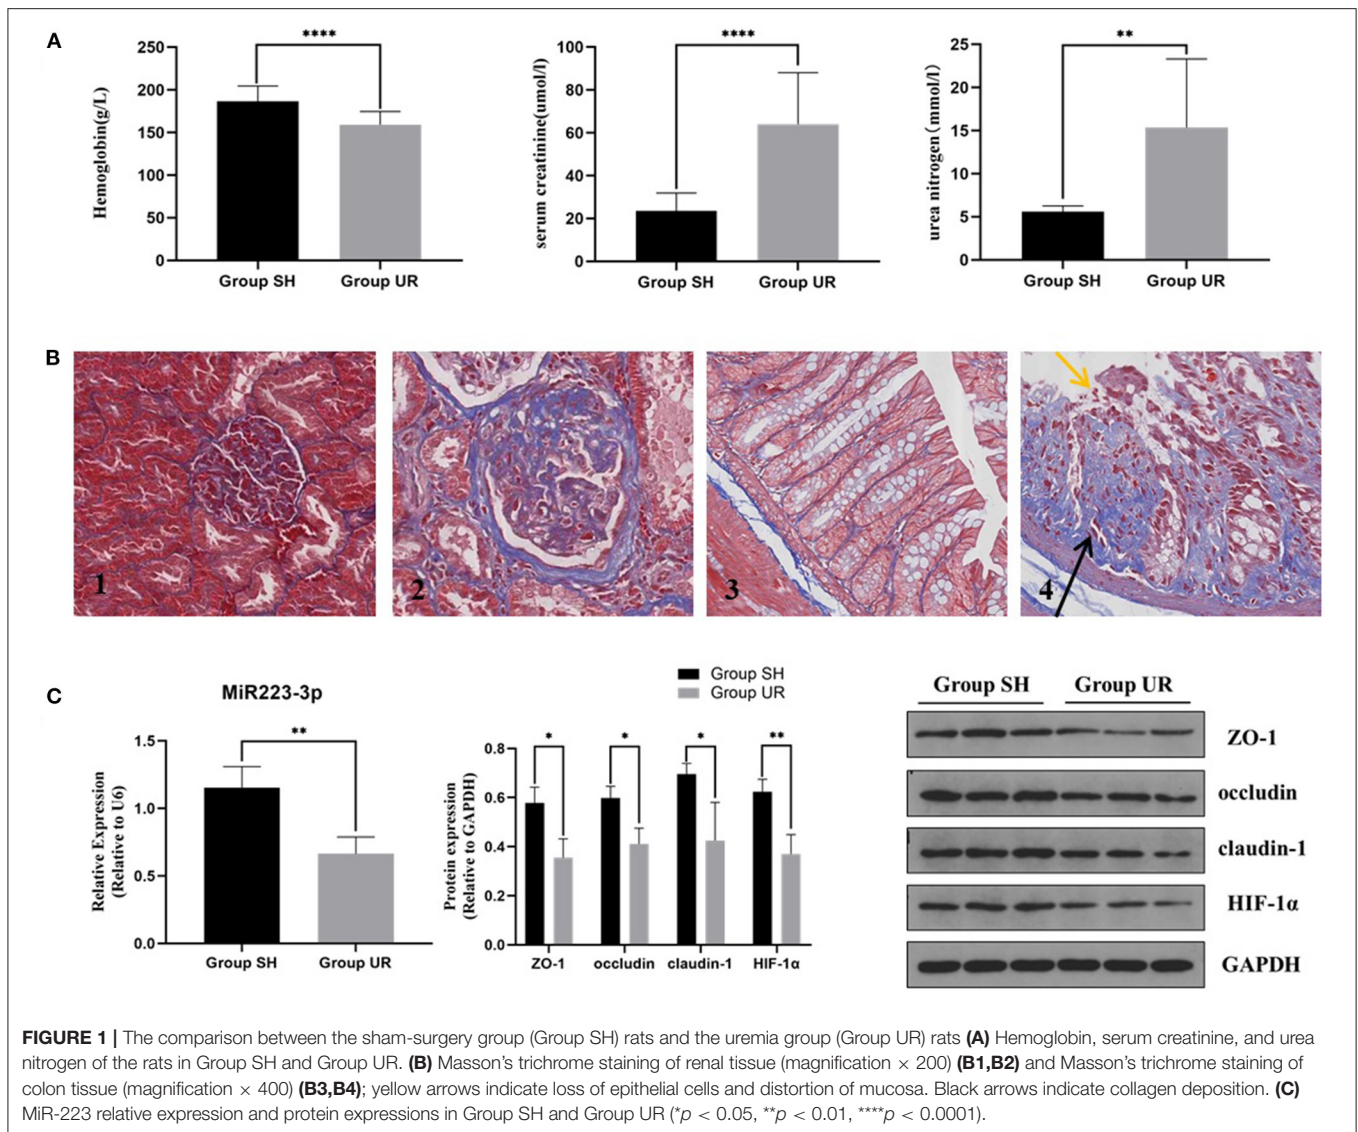 A
****
250
200
150
100
50
0
Hemoglobin(g/L)
Group SH
Group UR
****
100
80
60
40
20
0
serum creatinine(umol/l)
Group SH
Group UR
**
25
20
15
10
5
0
urea nitrogen(mmol/l)
Group SH
Group UR
B
1
2
3
4
C
MiR223-3p
**
1.5
1.0
0.5
0.0
Relative Expression
(Relative to U6)
Group SH
Group UR
Group SH
Group UR
*
*
*
**
0.8
0.6
0.4
0.2
0.0
Protein expression
(Relative to GAPDH)
ZO-1
occludin
claudin-1
HIF-1α
Group SH
Group UR
ZO-1
occludin
claudin-1
HIF-1α
GAPDH
FIGURE 1 | The comparison between the sham-surgery group (Group SH) rats and the uremia group (Group UR) rats (A) Hemoglobin, serum creatinine, and urea
nitrogen of the rats in Group SH and Group UR. (B) Masson's trichrome staining of renal tissue (magnification × 200) (B1,B2) and Masson's trichrome staining of
colon tissue (magnification × 400) (B3,B4); yellow arrows indicate loss of epithelial cells and distortion of mucosa. Black arrows indicate collagen deposition. (C)
MiR-223 relative expression and protein expressions in Group SH and Group UR (*p < 0.05, **p < 0.01, ****p < 0.0001).